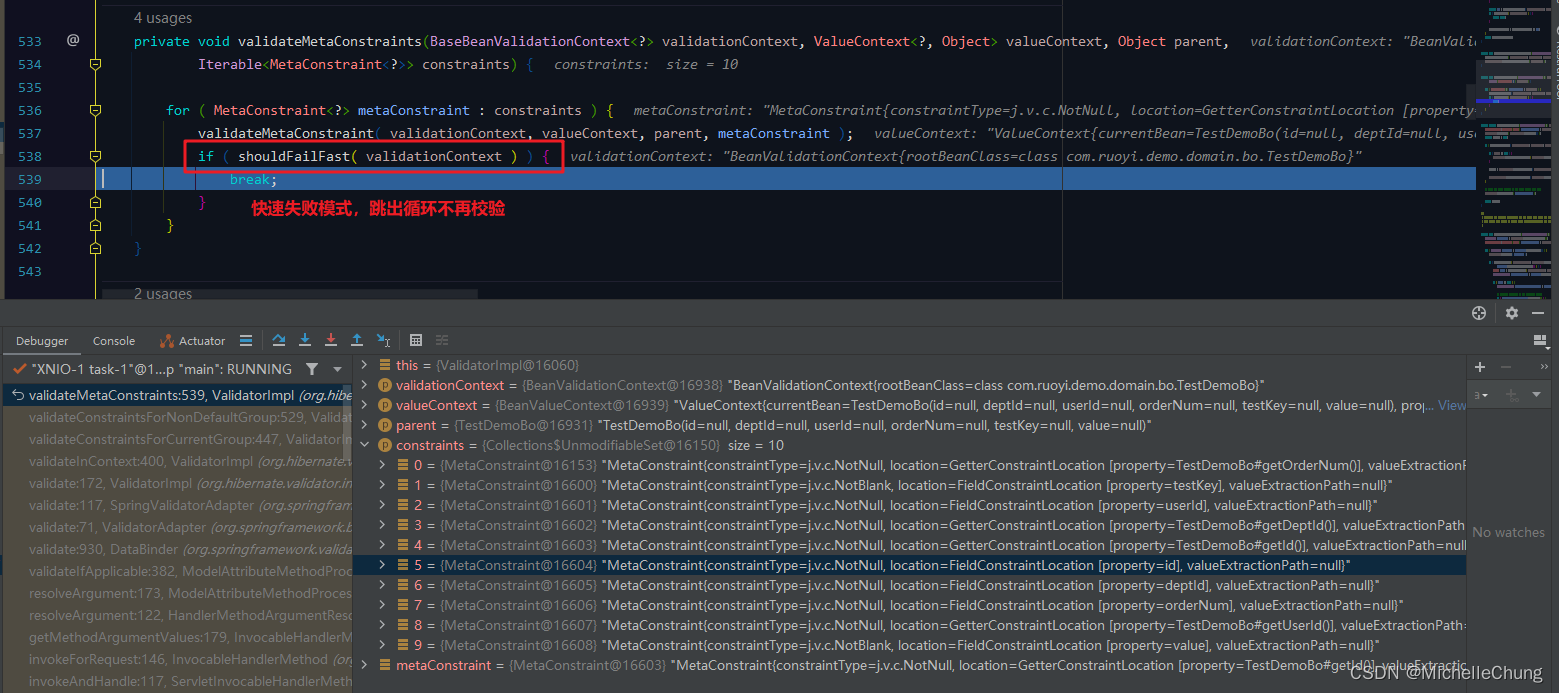 4 usages
533 @ private void validateMetaConstraints(BaseBeanValidationContext<?> validationContext, ValueContext<?, Object> valueContext, Object parent, validationContext: "BeanVali
534 Iterable<MetaConstraint<?>> constraints) { constraints: size = 10
535
536 for ( MetaConstraint<?> metaConstraint : constraints ) { metaConstraint: "MetaConstraint{constraintType=j.v.c.NotNull, location=GetterConstraintLocation [property=
537 validateMetaConstraint( validationContext, valueContext, parent, metaConstraint ); valueContext: "ValueContext{currentBean=TestDemoBo(id=null, deptId=null, use
538 if ( shouldFailFast( validationContext ) ) { validationContext: "BeanValidationContext{rootBeanClass=class com.ruoyi.demo.domain.bo.TestDemoBo}"
539 break;
540 }
快速失败模式，跳出循环不再校验
541 }
542 }
543
2 usages
Debugger Console Actuator
"XNIO-1 task-1"@1...p "main": RUNNING
validateMetaConstraints:539, ValidatorImpl (org.hibe
validateConstraintsForNonDefaultGroup:529, Validat
validateConstraintsForCurrentGroup:447, ValidatorIn
validateInContext:400, ValidatorImpl (org.hibernate.v
validate:172, ValidatorImpl (org.hibernate.validator.in
validate:117, SpringValidatorAdapter (org.springfram
validate:71, ValidatorAdapter (org.springframework.b
validate:930, DataBinder (org.springframework.valida
validateIfApplicable:382, ModelAttributeMethodProc
resolveArgument:173, ModelAttributeMethodProces
resolveArgument:122, HandlerMethodArgumentReso
getMethodArgumentValues:179, InvocableHandlerM
invokeForRequest:146, InvocableHandlerMethod (org
invokeAndHandle:117, ServletInvocableHandlerMeth
this = {ValidatorImpl@16060}
validationContext = {BeanValidationContext@16938} "BeanValidationContext{rootBeanClass=class com.ruoyi.demo.domain.bo.TestDemoBo}"
valueContext = {BeanValueContext@16939} "ValueContext{currentBean=TestDemoBo(id=null, deptId=null, userId=null, orderNum=null, testKey=null, value=null), prop... View
parent = {TestDemoBo@16931} "TestDemoBo(id=null, deptId=null, userId=null, orderNum=null, testKey=null, value=null)"
constraints = {Collections$UnmodifiableSet@16150} size = 10
0 = {MetaConstraint@16153} "MetaConstraint{constraintType=j.v.c.NotNull, location=GetterConstraintLocation [property=TestDemoBo#getOrderNum()], valueExtractionP
1 = {MetaConstraint@16600} "MetaConstraint{constraintType=j.v.c.NotBlank, location=FieldConstraintLocation [property=testKey], valueExtractionPath=null}"
2 = {MetaConstraint@16601} "MetaConstraint{constraintType=j.v.c.NotNull, location=FieldConstraintLocation [property=userId], valueExtractionPath=null}"
3 = {MetaConstraint@16602} "MetaConstraint{constraintType=j.v.c.NotNull, location=GetterConstraintLocation [property=TestDemoBo#getDeptId()], valueExtractionPath
4 = {MetaConstraint@16603} "MetaConstraint{constraintType=j.v.c.NotNull, location=GetterConstraintLocation [property=TestDemoBo#getId()], valueExtractionPath=null
5 = {MetaConstraint@16604} "MetaConstraint{constraintType=j.v.c.NotNull, location=FieldConstraintLocation [property=id], valueExtractionPath=null}"
6 = {MetaConstraint@16605} "MetaConstraint{constraintType=j.v.c.NotNull, location=FieldConstraintLocation [property=deptId], valueExtractionPath=null}"
7 = {MetaConstraint@16606} "MetaConstraint{constraintType=j.v.c.NotNull, location=FieldConstraintLocation [property=orderNum], valueExtractionPath=null}"
8 = {MetaConstraint@16607} "MetaConstraint{constraintType=j.v.c.NotNull, location=GetterConstraintLocation [property=TestDemoBo#getUserId()], valueExtractionPath
9 = {MetaConstraint@16608} "MetaConstraint{constraintType=j.v.c.NotBlank, location=FieldConstraintLocation [property=value], valueExtractionPath=null}"
metaConstraint = {MetaConstraint@16603} "MetaConstraint{constraintType=j.v.c.NotNull, location=GetterConstraintLocation [property=TestDemoBo#getId()], valueExtractio
No watches
CSDN @MichelleChung